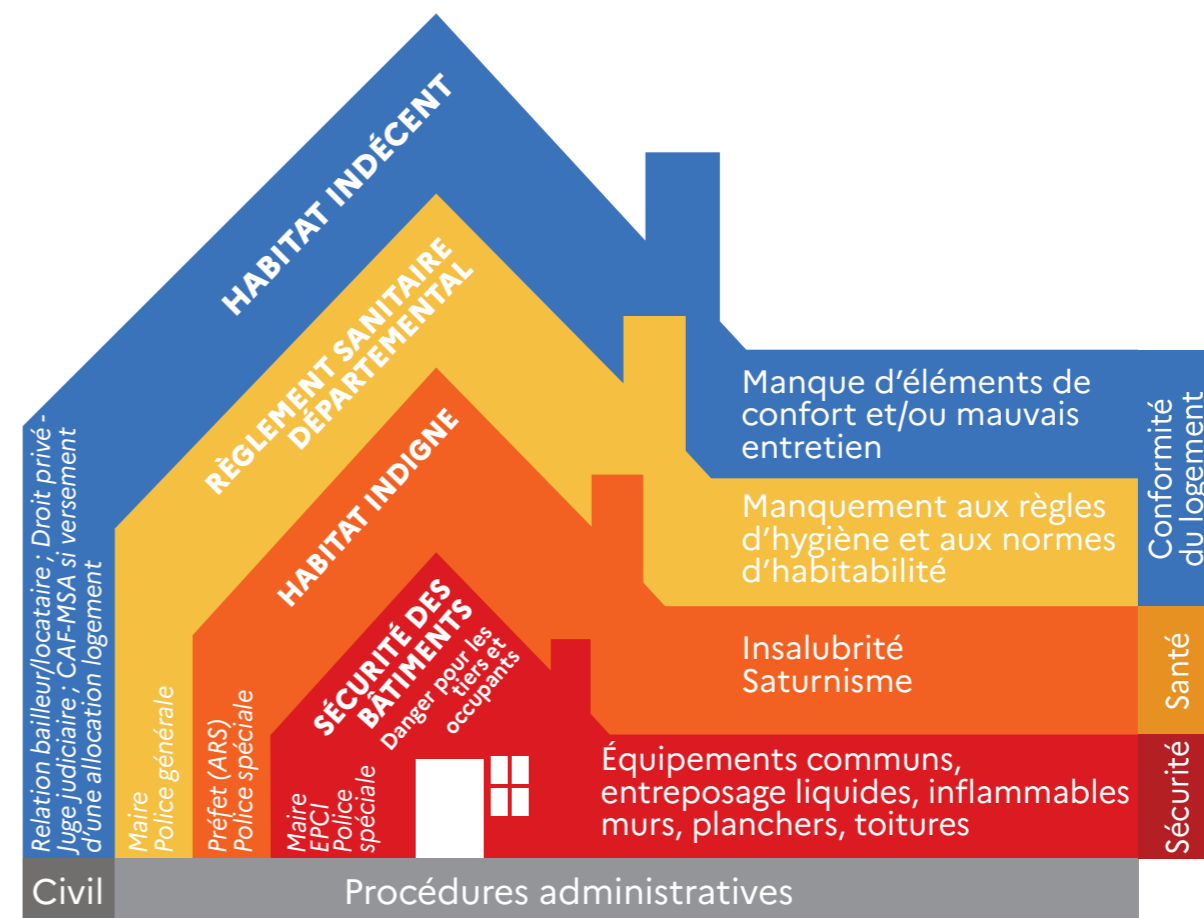 HABITAT INDÉCENT
RÈGLEMENT SANITAIRE
DÉPARTEMENTAL
HABITAT INDIGNE
SÉCURITÉ DES
BÂTIMENTS
Danger pour les
tiers et
occupants
Relation bailleur/locataire ; Droit privé -
Juge judiciaire ; CAF-MSA si versement
d'une allocation logement
Maire
Police générale
Préfet (ARS)
Police spéciale
Maire
EPCI
Police
spéciale
Manque d'éléments de
confort et/ou mauvais
entretien
Manquement aux règles
d'hygiène et aux normes
d'habitabilité
Insalubrité
Saturnisme
Équipements communs,
entreposage liquides, inflammables
murs, planchers, toitures
Conformité
du logement
Santé
Sécurité
Civil
Procédures administratives